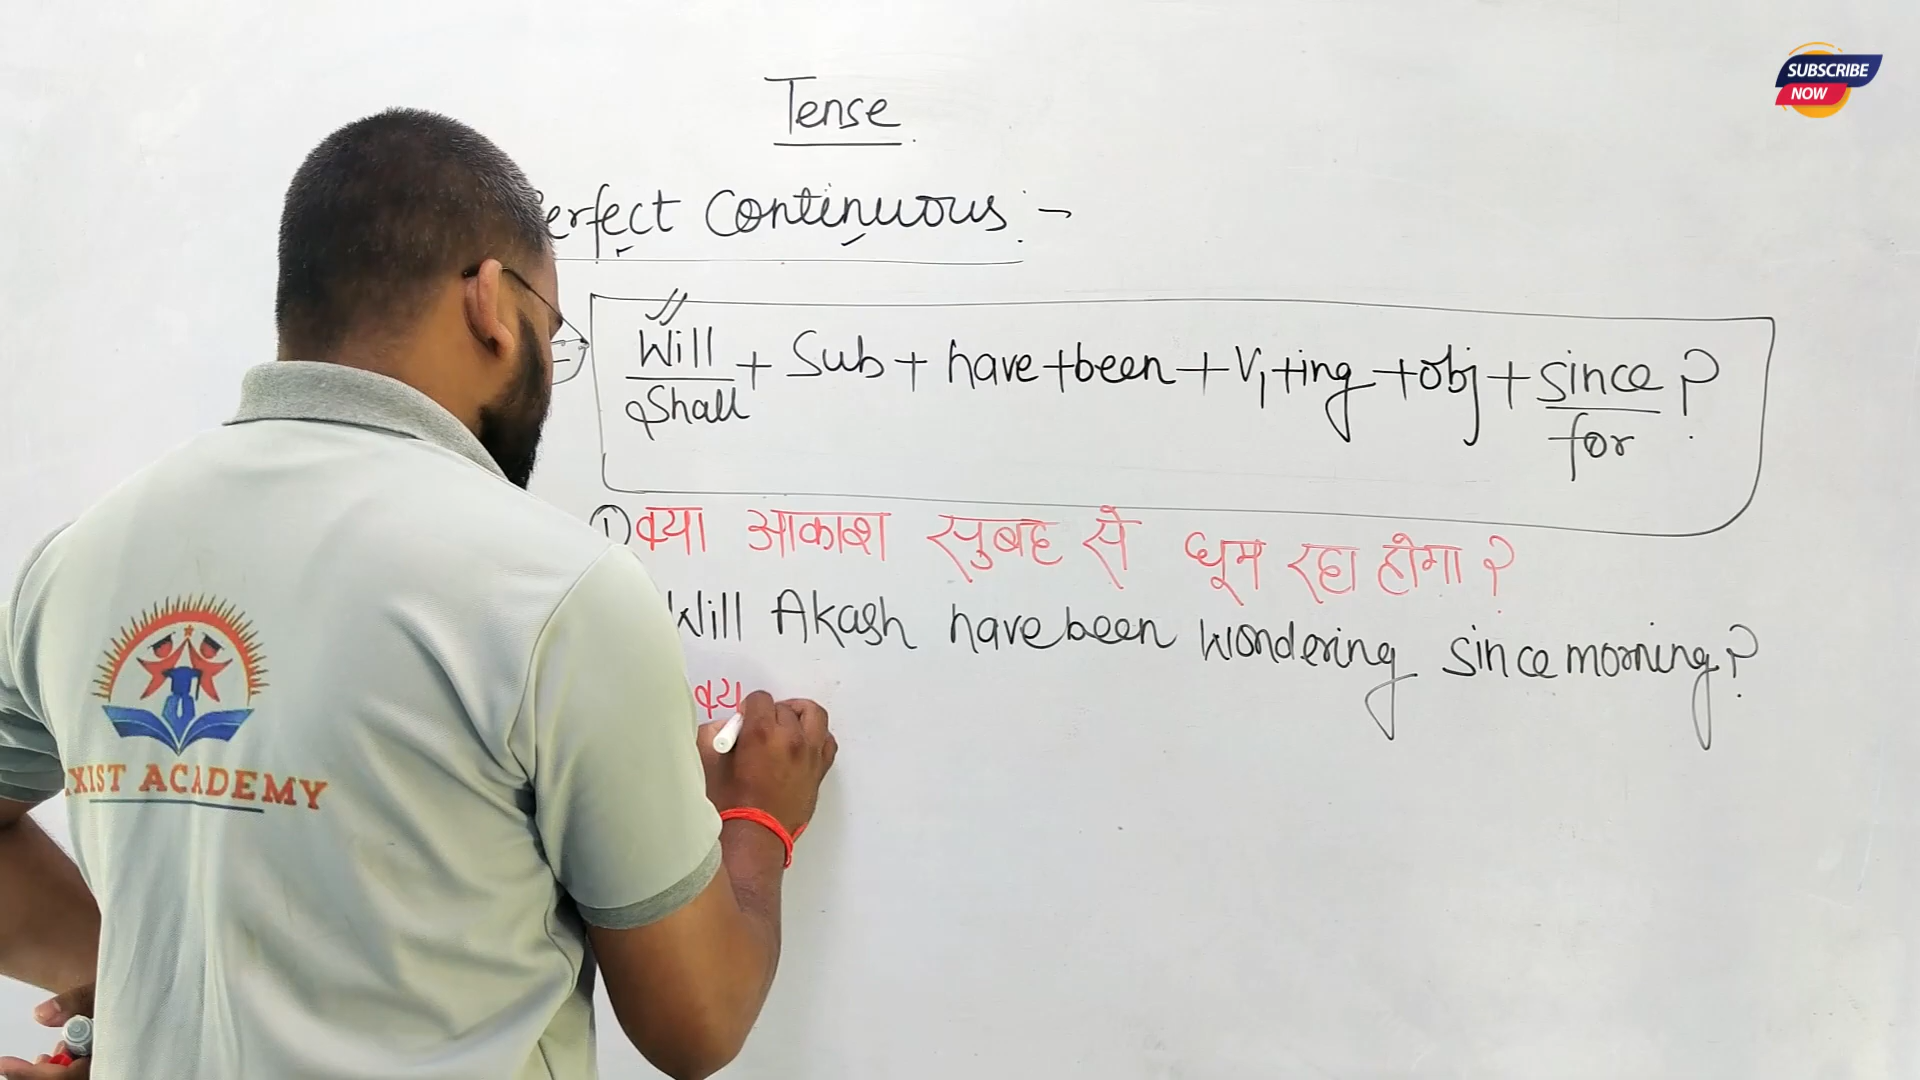 SUBSCRIBE
NOW
Tense
erfect Continuous :-
Will
Shall + Sub + have + been + V1 + ing + obj + since
for ?
① क्या आकाश सुबह से घूम रहा होगा ?
Will Akash have been wondering since morning?
क्य
XIST ACADEMY